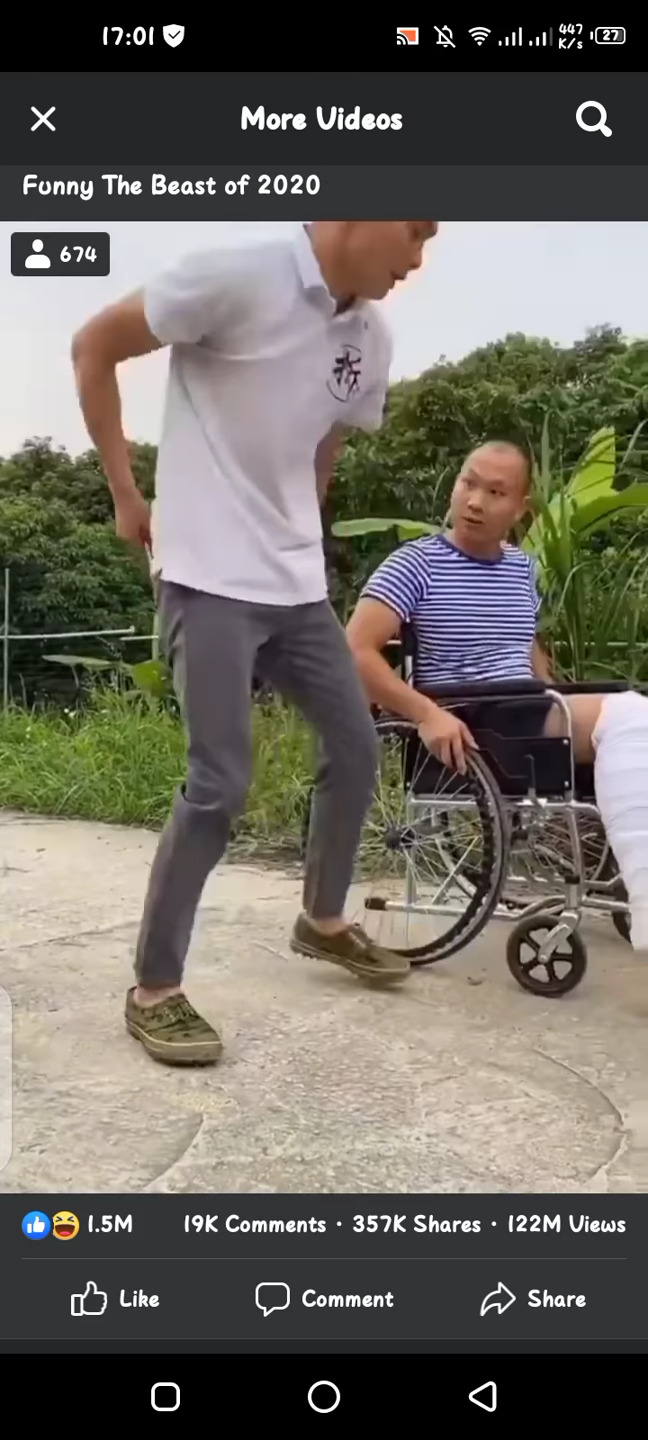 17:01
447
K/s
27
More Videos
Funny The Beast of 2020
674
1.5M
19K Comments · 357K Shares · 122M Views
Like
Comment
Share